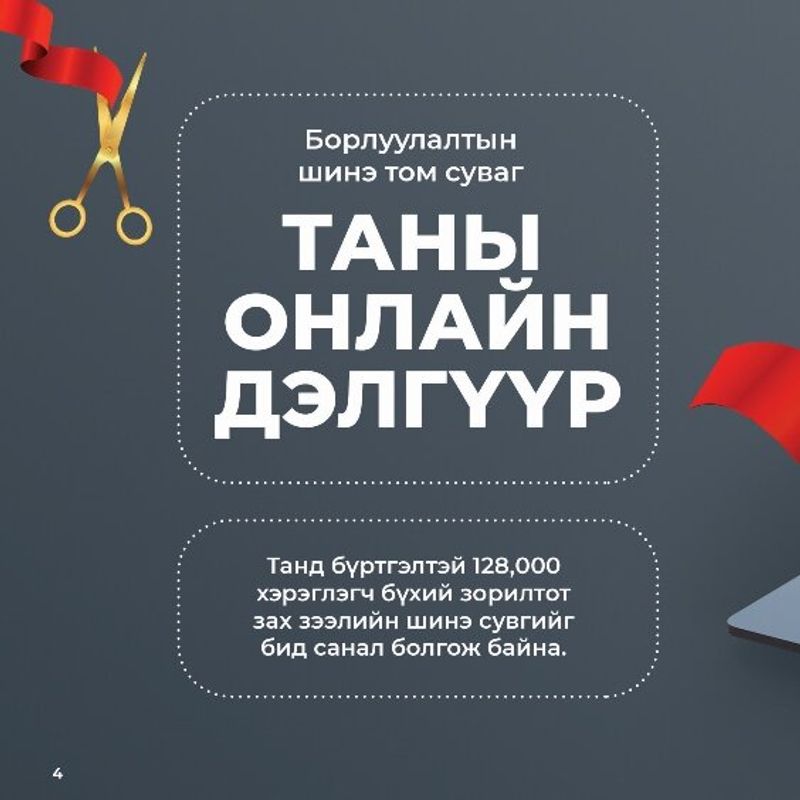 Борлуулалтын
шинэ том суваг
ТАНЫ
ОНЛАЙН
ДЭЛГҮҮР
Танд бүртгэлтэй 128,000
хэрэглэгч бүхий зорилтот
зах зээлийн шинэ сувгийг
бид санал болгож байна.
4